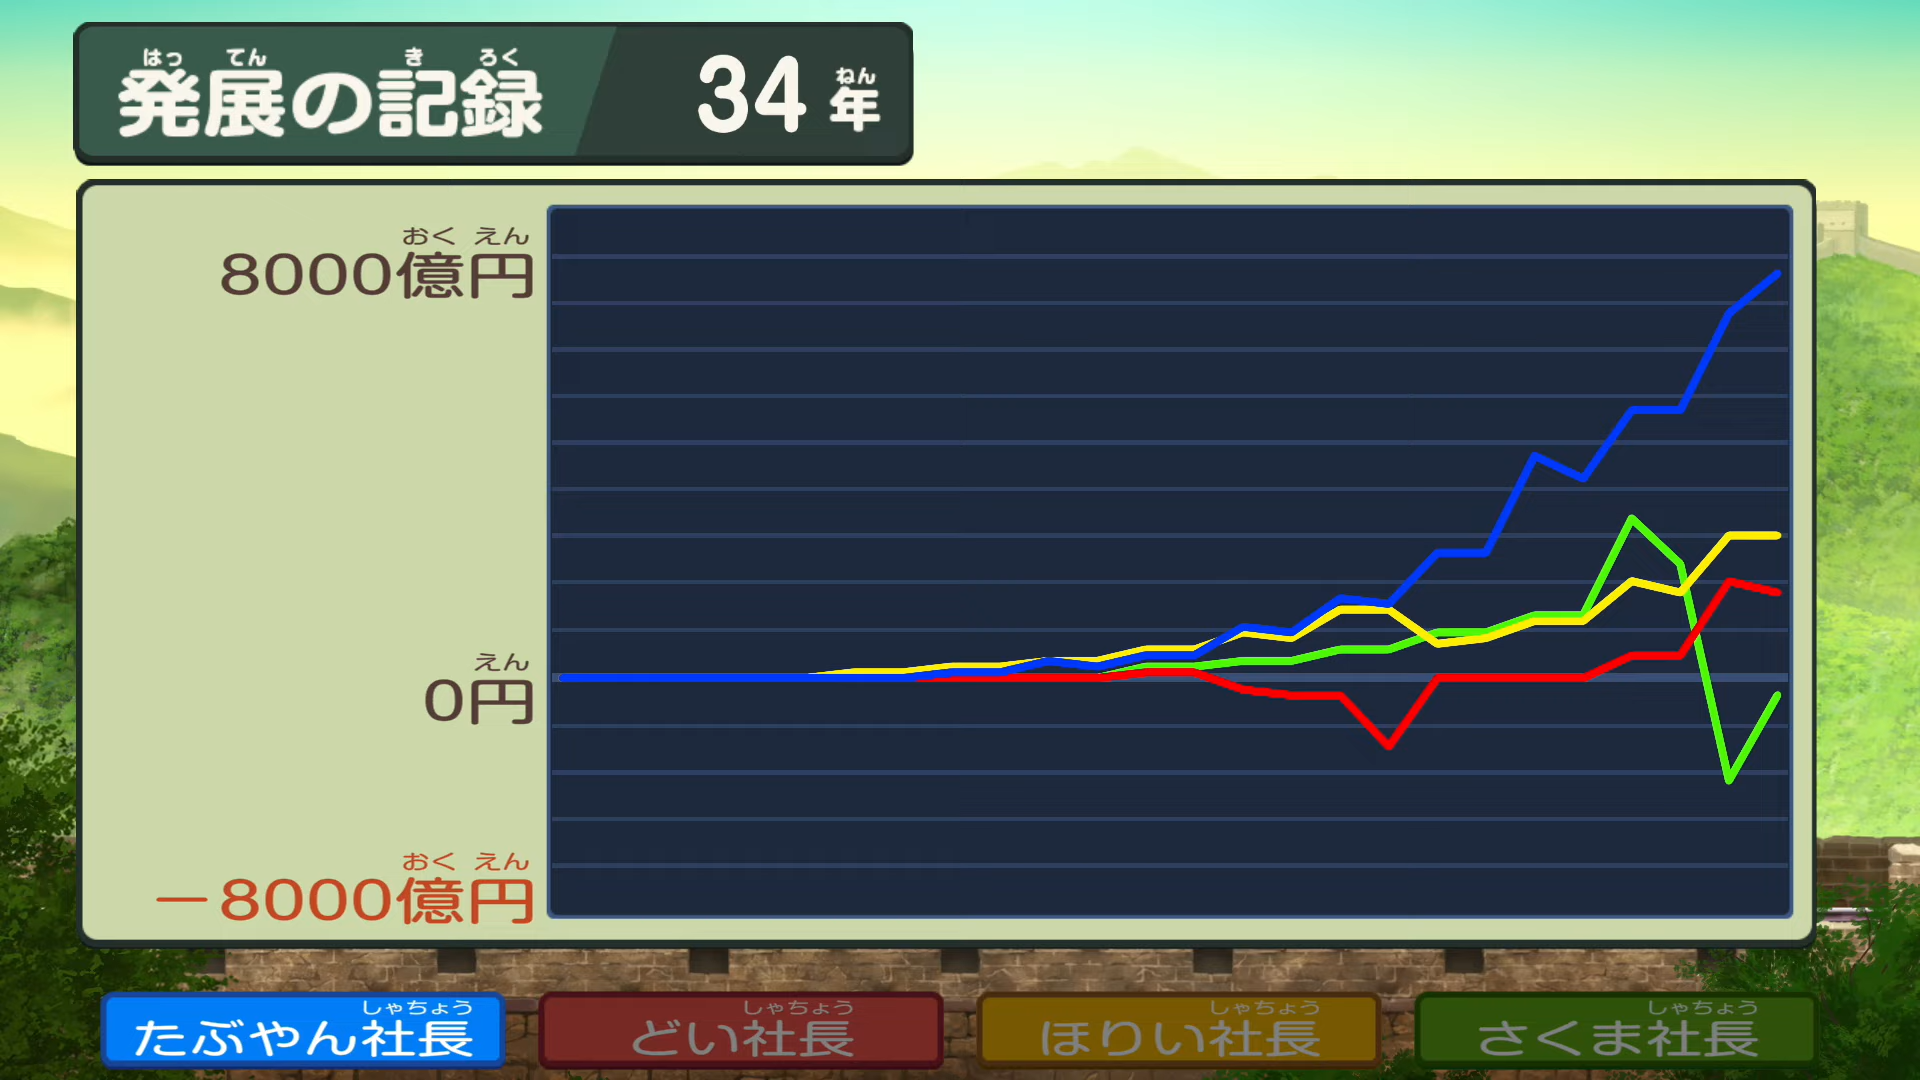 はってん きろく ねん
発展の記録 34年
おくえん
8000億円
えん
0円
おくえん
－8000億円
しゃちょう しゃちょう しゃちょう しゃちょう
たぶやん社長 どい社長 ほりい社長 さくま社長